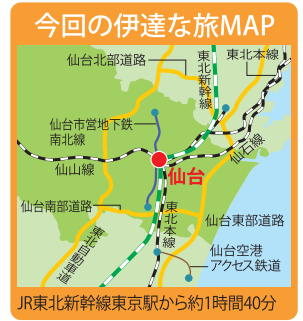 今回の伊達な旅MAP
仙台北部道路
東北新幹線
東北本線
仙台市営地下鉄
南北線
仙石線
仙山線
仙台
仙台南部道路
東北本線
仙台東部道路
東北自動車道
仙台空港
アクセス鉄道
JR東北新幹線東京駅から約1時間40分